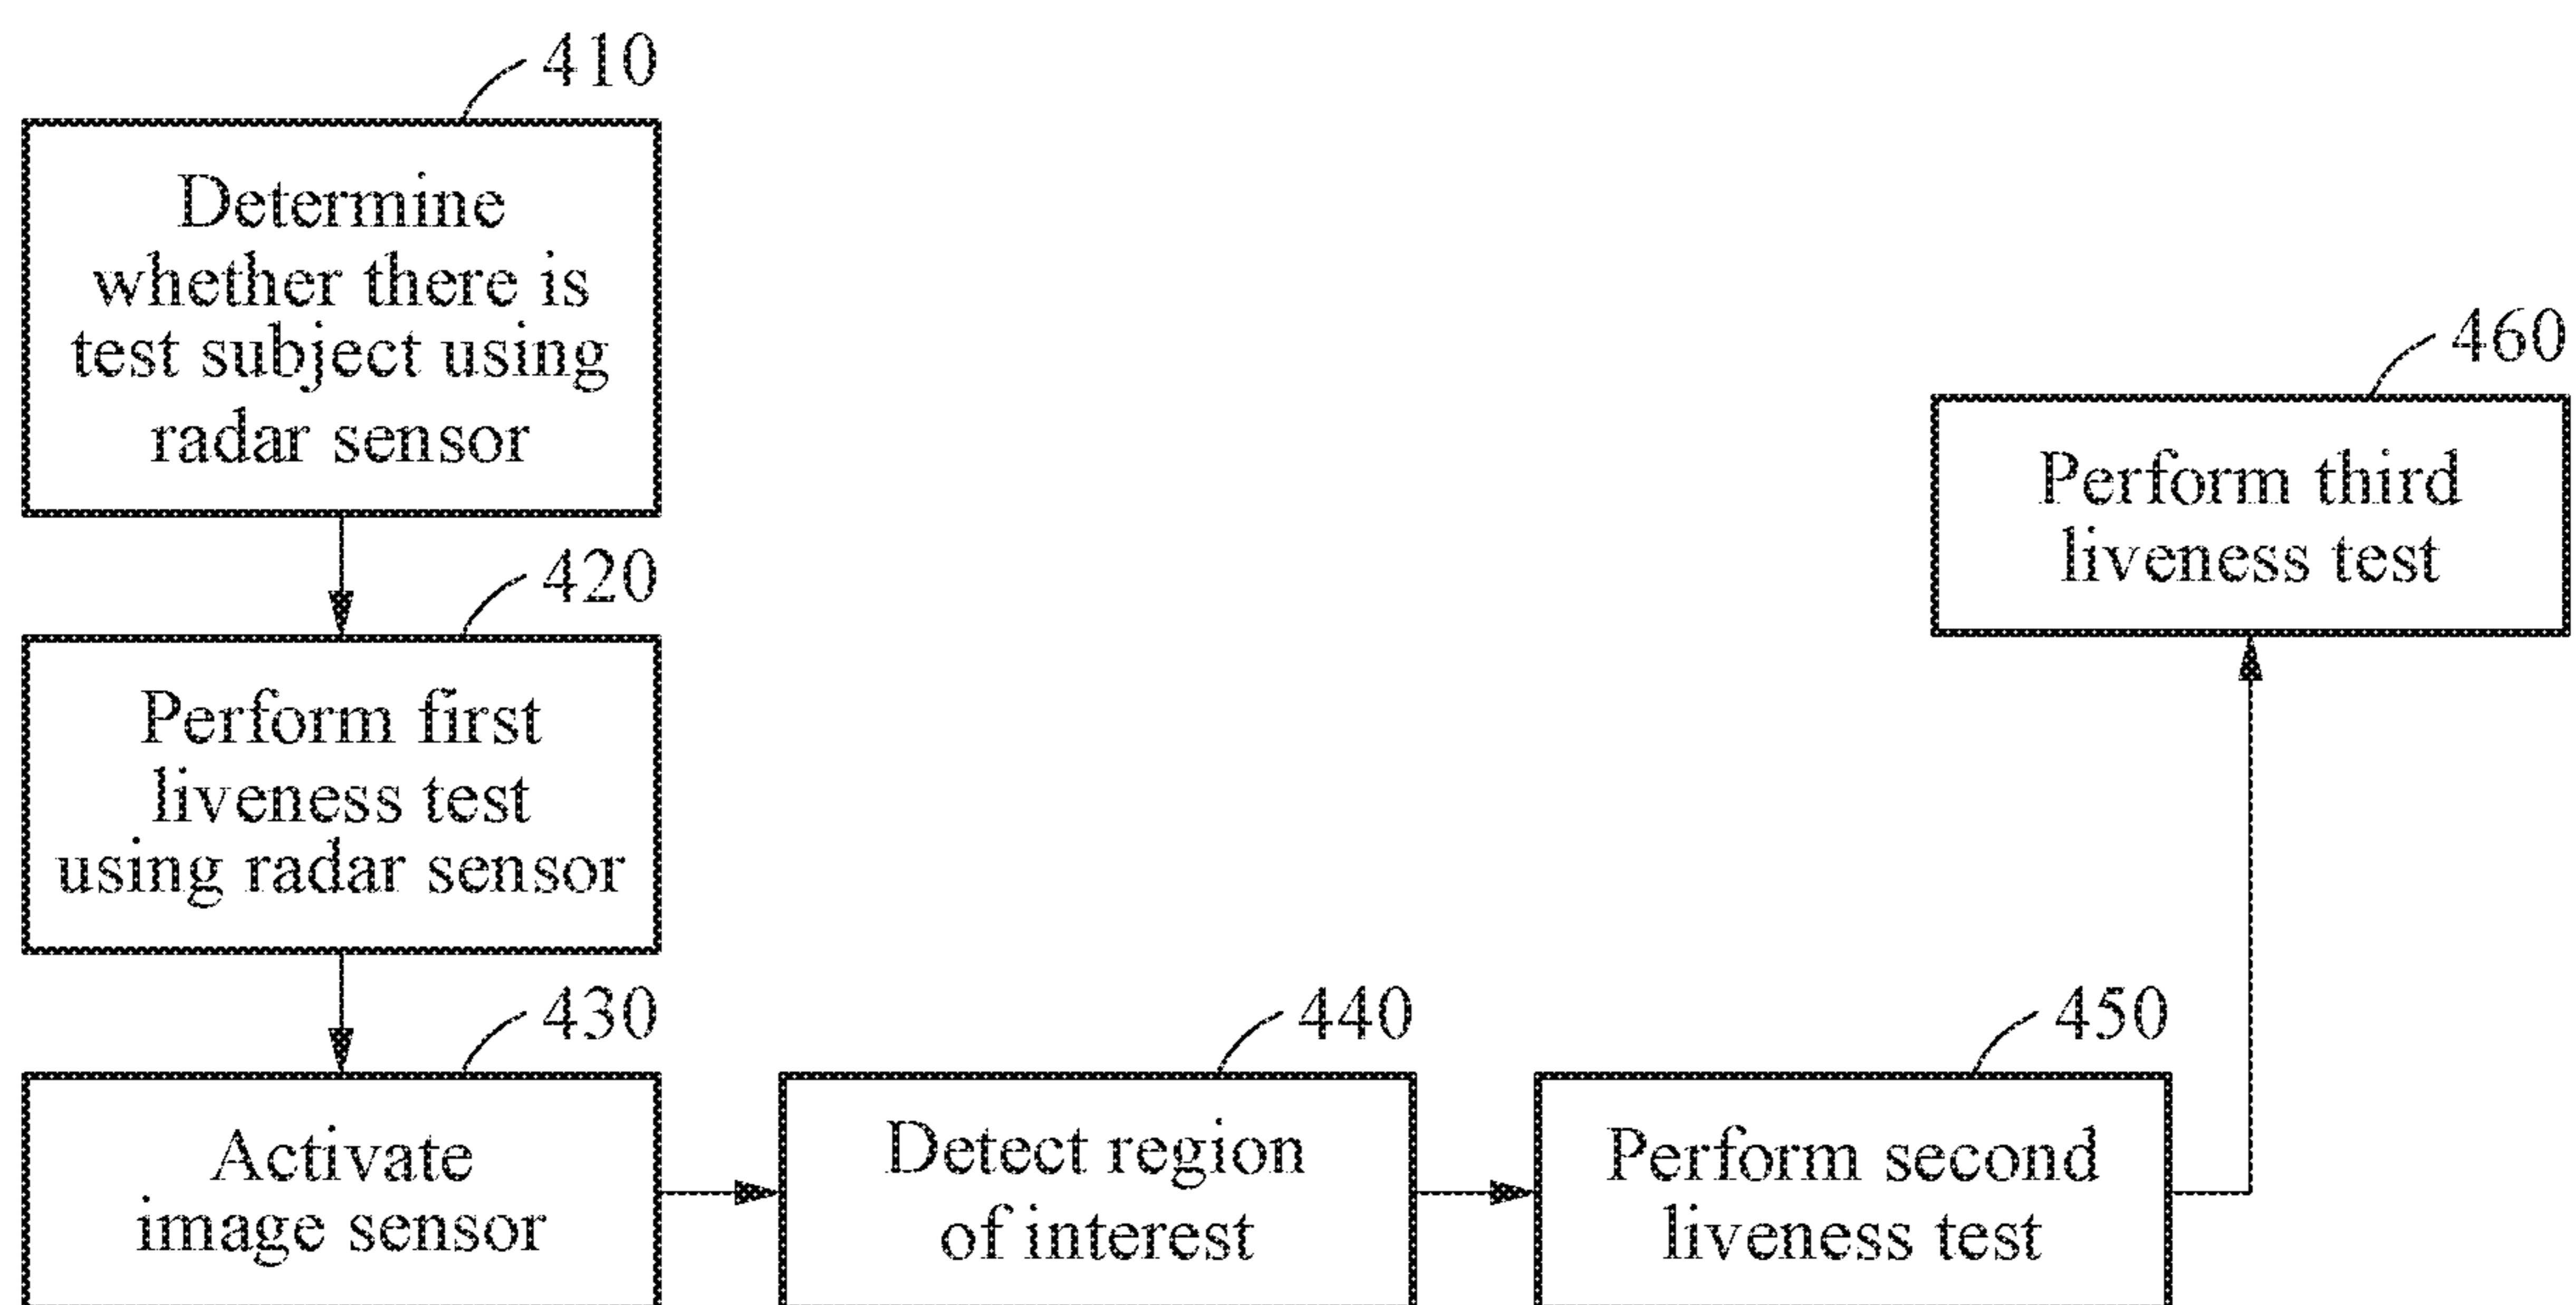 410
Determine
whether there is
test subject using
radar sensor
420
Perform first
liveness test
using radar sensor
430
Activate
image sensor
440
Detect region
of interest
450
Perform second
liveness test
460
Perform third
liveness test